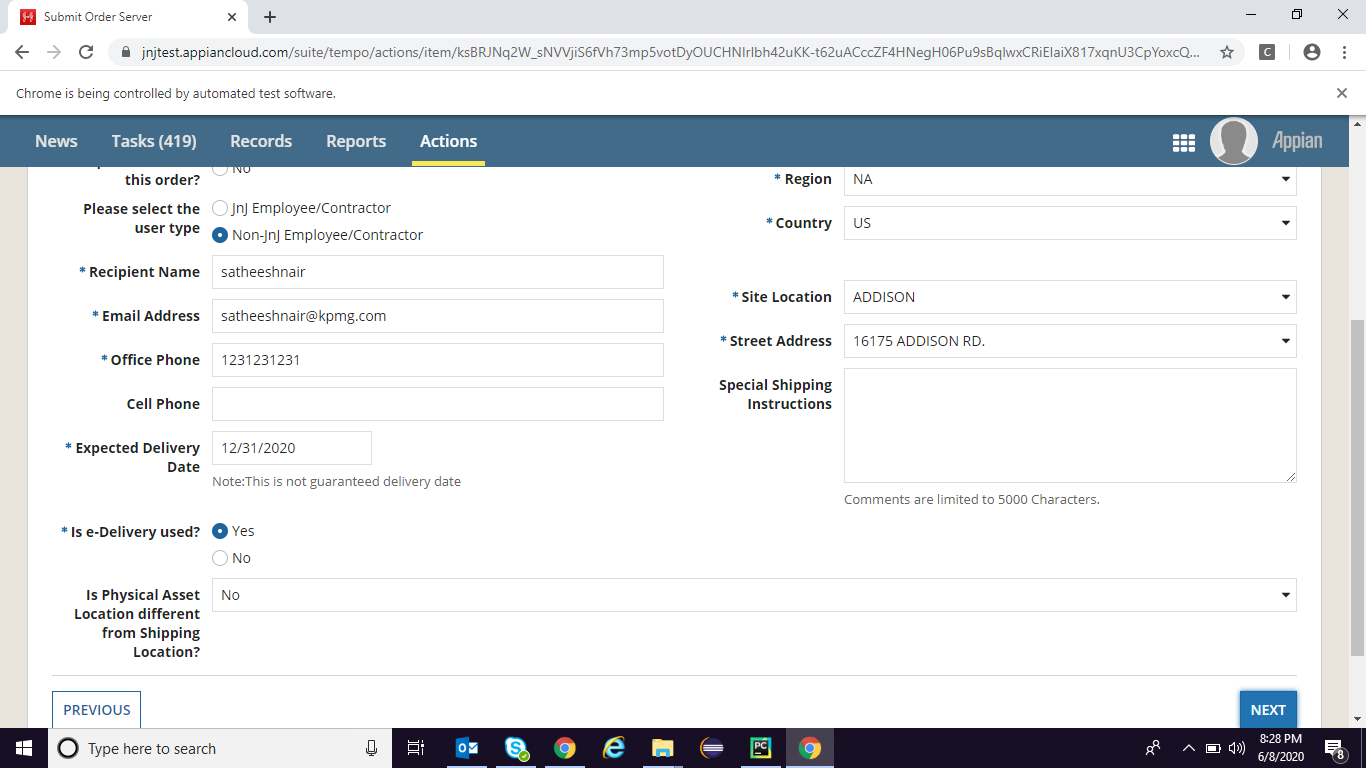 Submit Order Server
jnjtest.appiancloud.com/suite/tempo/actions/item/ksBRJNq2W_sNVVjiS6fVh73mp5votDyOUCHNIrlbh42uKK-t62uACccZF4HNegH06Pu9sBqlwxCRiElaiX817xqnU3CpYoxcQ...
C
Chrome is being controlled by automated test software.
News Tasks (419) Records Reports Actions Appian
this order?
No
Please select the
user type
JnJ Employee/Contractor
Non-JnJ Employee/Contractor
* Recipient Name satheeshnair
* Email Address satheeshnair@kpmg.com
* Office Phone 1231231231
Cell Phone
* Expected Delivery
Date
12/31/2020
Note:This is not guaranteed delivery date
* Region NA
* Country US
* Site Location ADDISON
* Street Address 16175 ADDISON RD.
Special Shipping
Instructions
Comments are limited to 5000 Characters.
* Is e-Delivery used? Yes
No
Is Physical Asset
Location different
from Shipping
Location?
No
PREVIOUS NEXT
Type here to search
PC
8:28 PM
6/8/2020
8